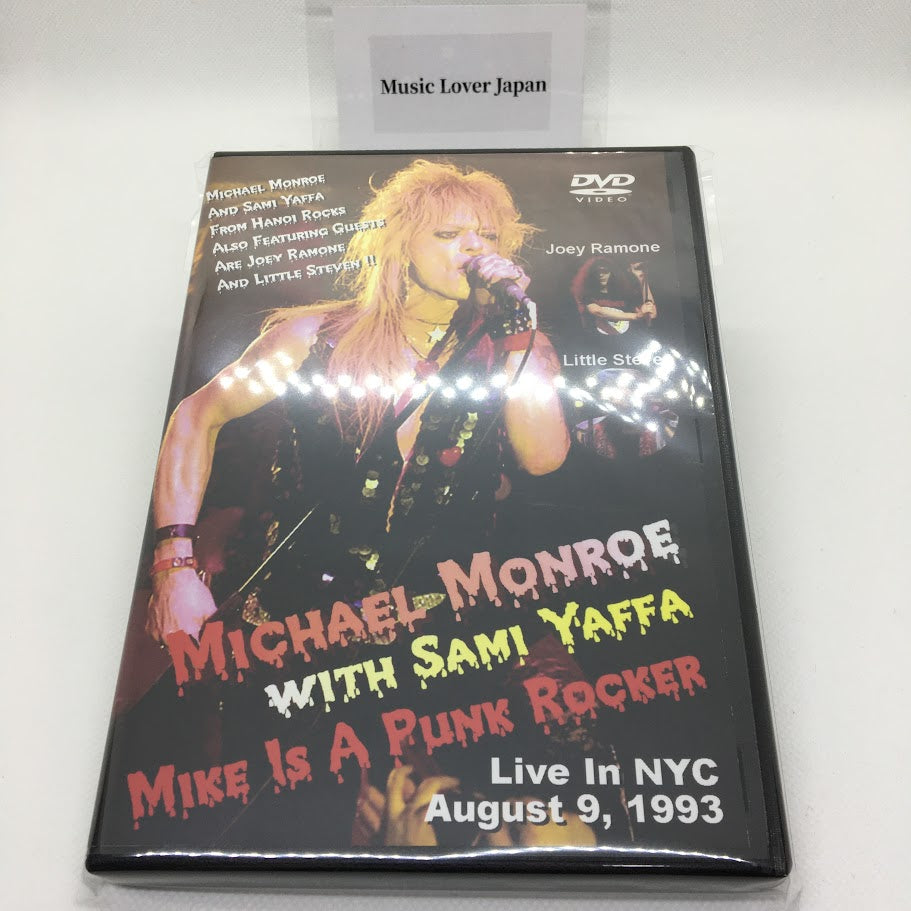 Music Lover Japan
Michael Monroe
And Sami Yaffa
From Hanoi Rocks
Also Featuring Guests
Are Joey Ramone
And Little Steven !!
DVD
VIDEO
Joey Ramone
Little Steven
Michael Monroe
with Sami Yaffa
Mike Is A Punk Rocker
Live In NYC
August 9, 1993